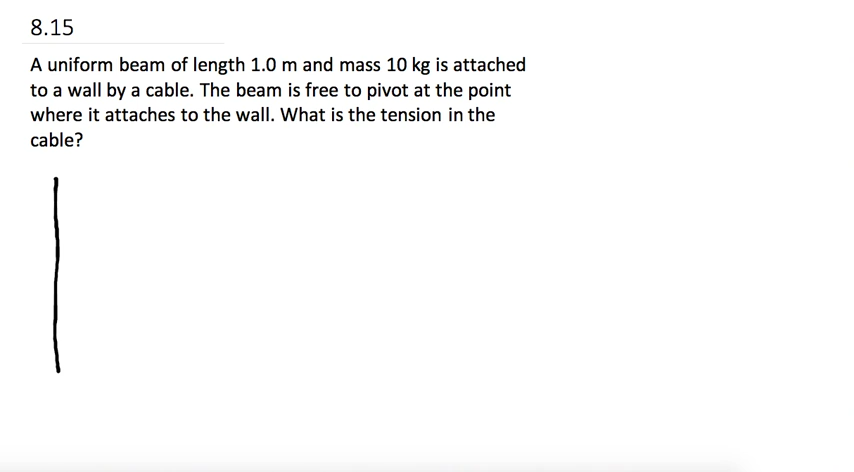 8.15
A uniform beam of length 1.0 m and mass 10 kg is attached
to a wall by a cable. The beam is free to pivot at the point
where it attaches to the wall. What is the tension in the
cable?